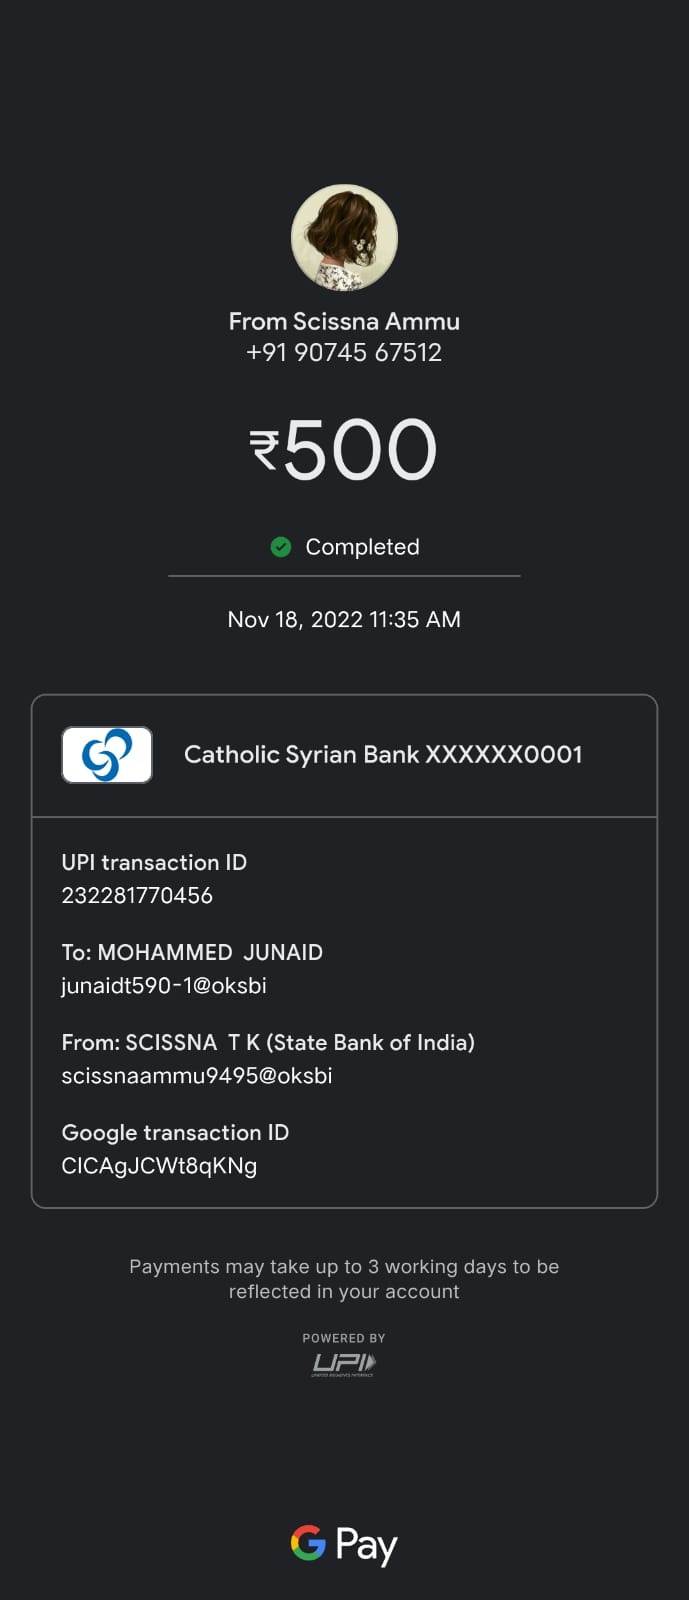 From Scissna Ammu
+91 90745 67512
₹500
Completed
Nov 18, 2022 11:35 AM
Catholic Syrian Bank XXXXXX0001
UPI transaction ID
232281770456
To: MOHAMMED JUNAID
junaidt590-1@oksbi
From: SCISSNA T K (State Bank of India)
scissnaammu9495@oksbi
Google transaction ID
CICAgJCWt8qKNg
Payments may take up to 3 working days to be
reflected in your account
POWERED BY
UPI
UNIFIED PAYMENTS INTERFACE
G Pay